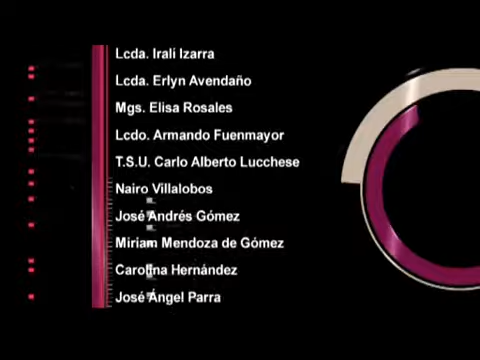 Lcda. Irali Izarra
Lcda. Erlyn Avendaño
Mgs. Elisa Rosales
Lcdo. Armando Fuenmayor
T.S.U. Carlo Alberto Lucchese
Nairo Villalobos
José Andrés Gómez
Miriam Mendoza de Gómez
Carolina Hernández
José Ángel Parra